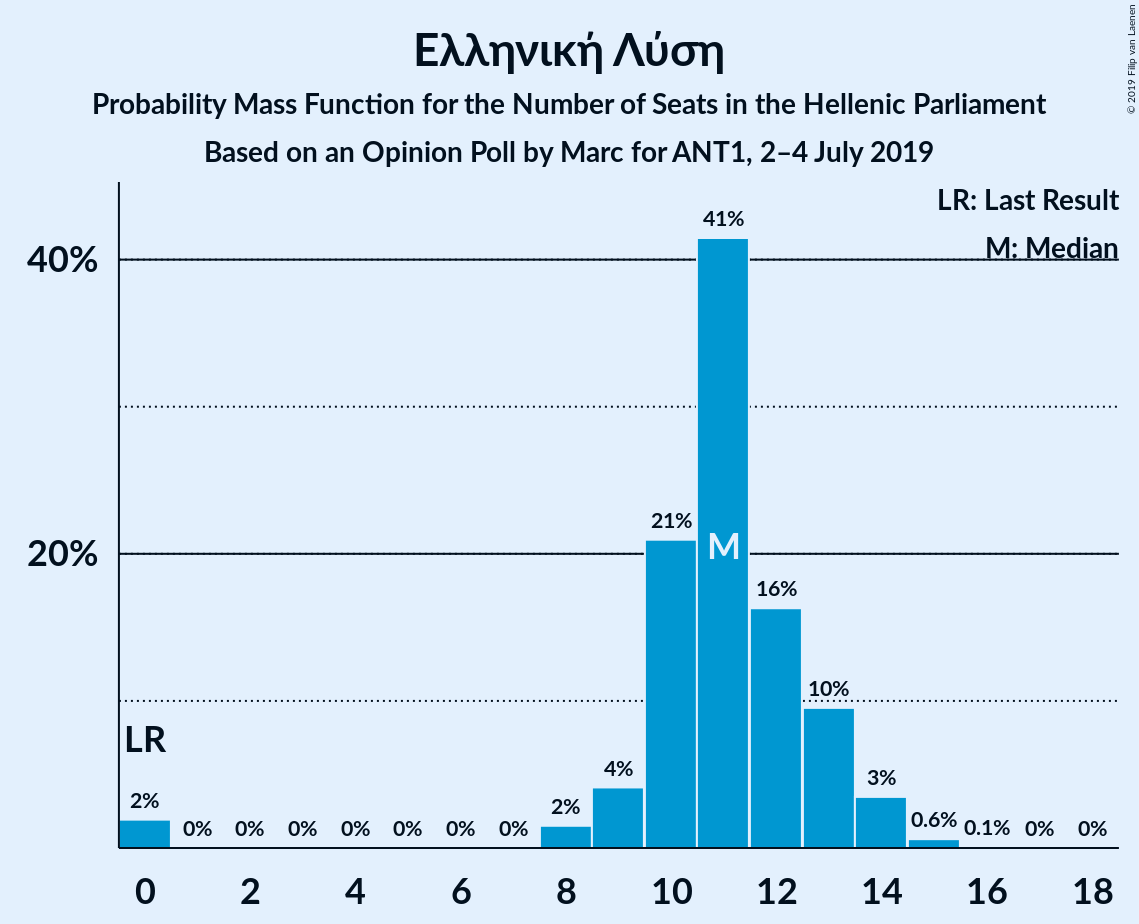 Ελληνική Λύση
Probability Mass Function for the Number of Seats in the Hellenic Parliament
Based on an Opinion Poll by Marc for ANT1, 2–4 July 2019
© 2019 Filip van Laenen
LR: Last Result
M: Median
40%
20%
41%
21%
M
16%
10%
LR
2%
0%
0%
0%
0%
0%
0%
0%
2%
4%
3%
0.6%
0.1%
0%
0%
0 2 4 6 8 10 12 14 16 18